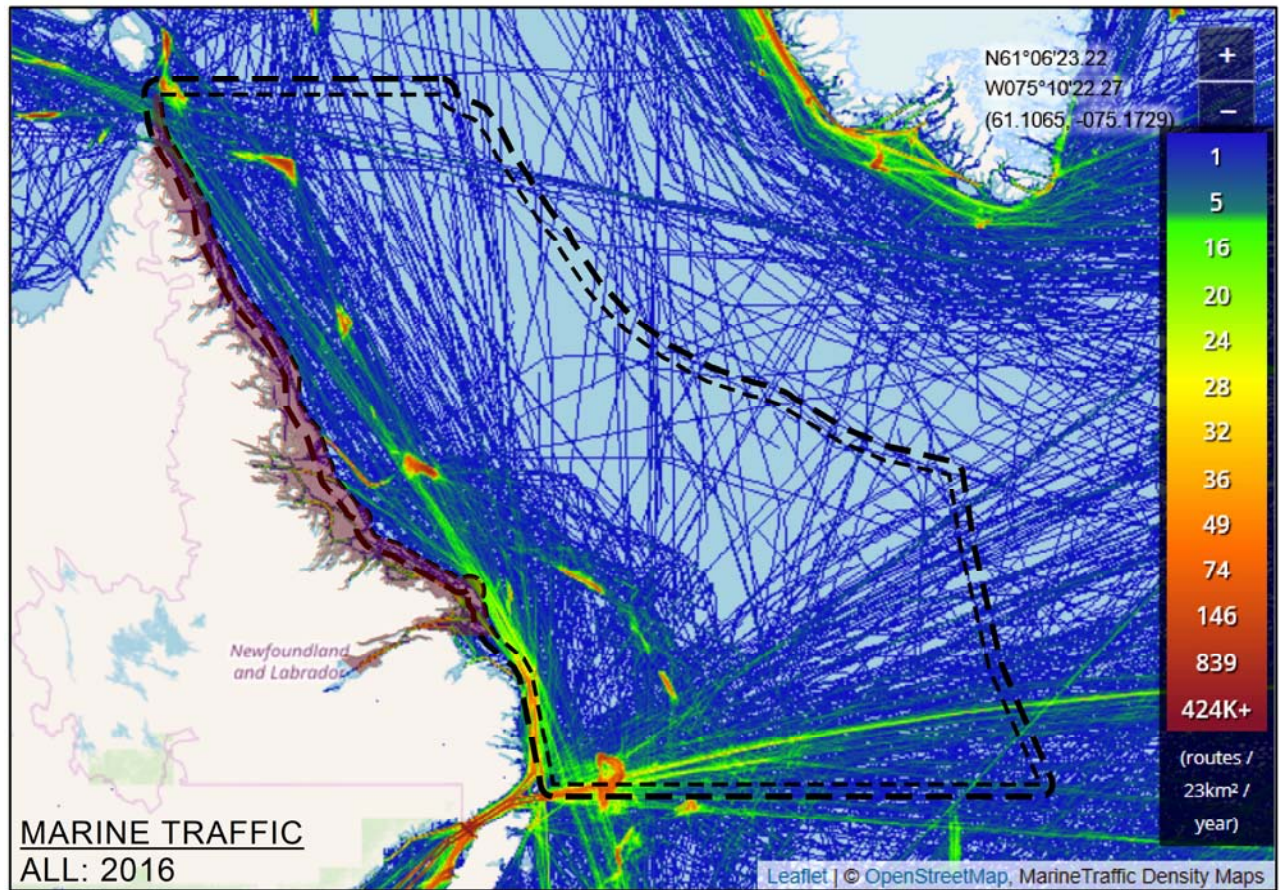 N61°06'23.22
W075°10'22.27
(61.1065, -075.1729)
+
−
1
5
16
20
24
28
32
36
49
74
146
839
424K+
(routes /
23km² /
year)
Newfoundland
and Labrador
MARINE TRAFFIC
ALL: 2016
Leaflet | © OpenStreetMap, MarineTraffic Density Maps